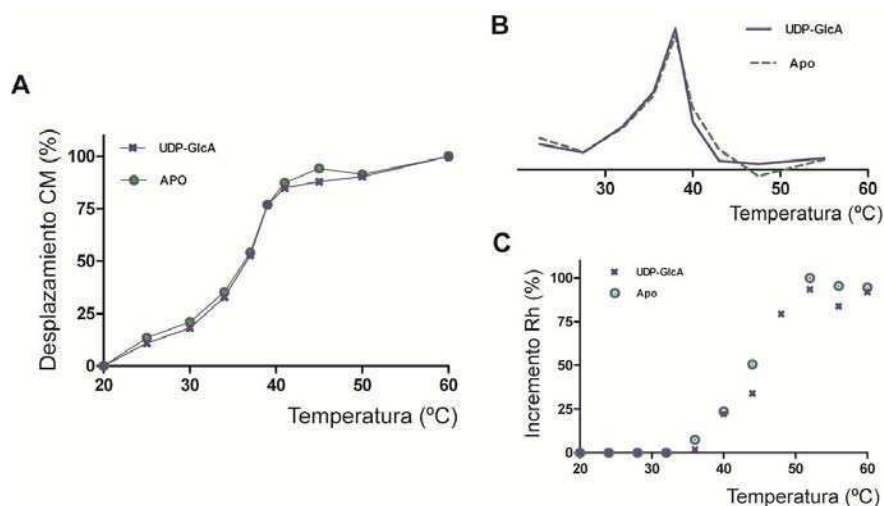 A
Desplazamiento CM (%)
100
75
50
25
0
UDP-GlcA
APO
20
30
40
50
60
Temperatura (ºC)
B
UDP-GlcA
Apo
30
40
50
60
Temperatura (ºC)
C
Incremento Rh (%)
100
75
50
25
0
UDP-GlcA
Apo
20
30
40
50
60
Temperatura (ºC)